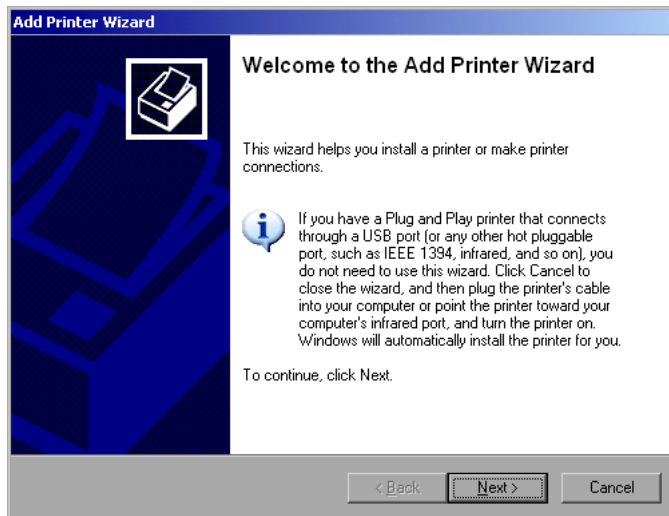 Add Printer Wizard
Welcome to the Add Printer Wizard
This wizard helps you install a printer or make printer
connections.
If you have a Plug and Play printer that connects
through a USB port (or any other hot pluggable
port, such as IEEE 1394, infrared, and so on), you
do not need to use this wizard. Click Cancel to
close the wizard, and then plug the printer's cable
into your computer or point the printer toward your
computer's infrared port, and turn the printer on.
Windows will automatically install the printer for you.
To continue, click Next.
< Back
Next >
Cancel